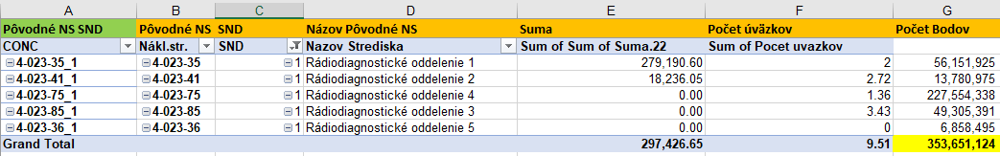 A B C D E F G
Pôvodné NS SND Pôvodné NS SND Názov Pôvodné NS Suma Počet úväzkov Počet Bodov
CONC Nákl.str. SND Nazov Strediska Sum of Sum of Suma.22 Sum of Pocet uvazkov
4-023-35_1 4-023-35 1 Rádiodiagnostické oddelenie 1 279,190.60 2 56,151,925
4-023-41_1 4-023-41 1 Rádiodiagnostické oddelenie 2 18,236.05 2.72 13,780,975
4-023-75_1 4-023-75 1 Rádiodiagnostické oddelenie 4 0.00 1.36 227,554,338
4-023-85_1 4-023-85 1 Rádiodiagnostické oddelenie 3 0.00 3.43 49,305,391
4-023-36_1 4-023-36 1 Rádiodiagnostické oddelenie 5 0.00 0 6,858,495
Grand Total 297,426.65 9.51 353,651,124